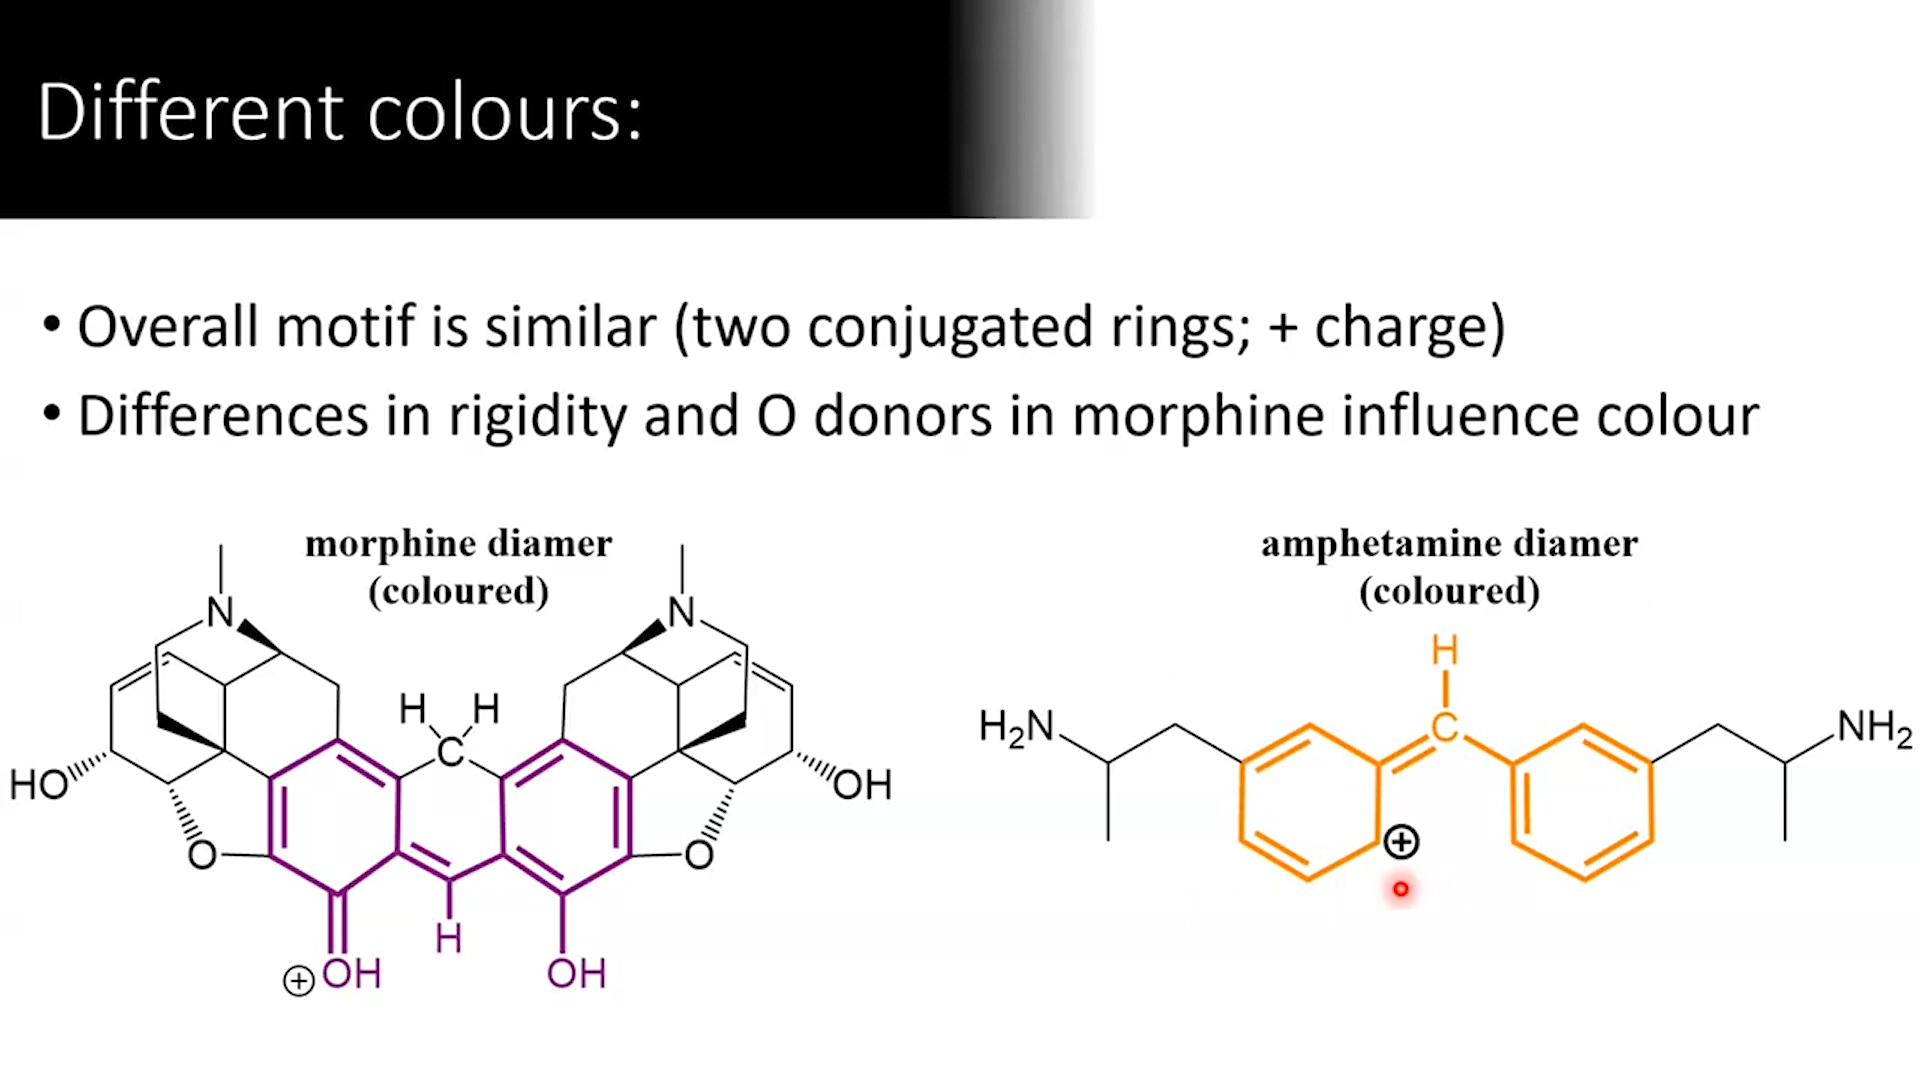 Different colours:
• Overall motif is similar (two conjugated rings; + charge)
• Differences in rigidity and O donors in morphine influence colour
morphine diamer
(coloured)
N
N
H H
C
HO
OH
O
O
H
⊕OH
OH
amphetamine diamer
(coloured)
H
H₂N
C
NH₂
⊕